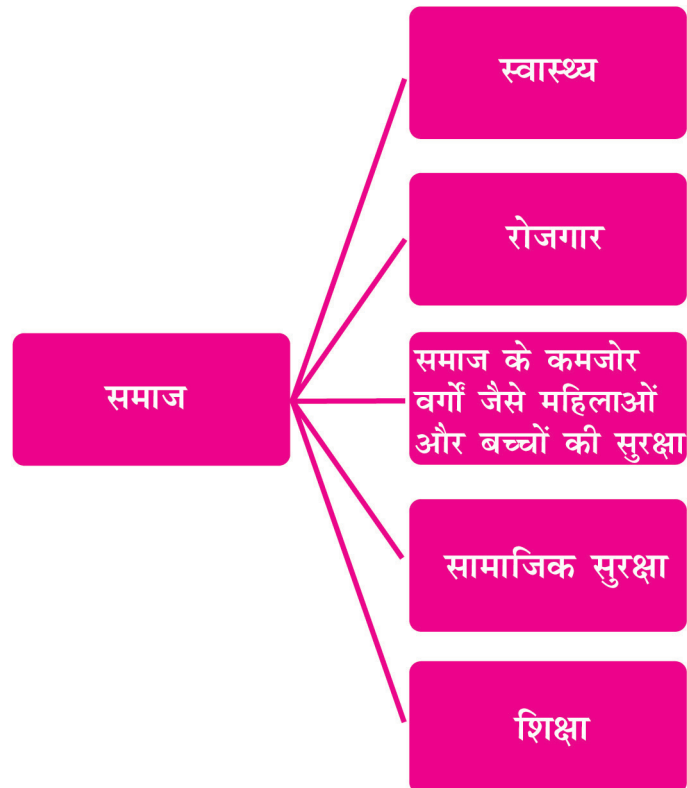 स्वास्थ्य
रोजगार
समाज
समाज के कमजोर
वर्गों जैसे महिलाओं
और बच्चों की सुरक्षा
सामाजिक सुरक्षा
शिक्षा